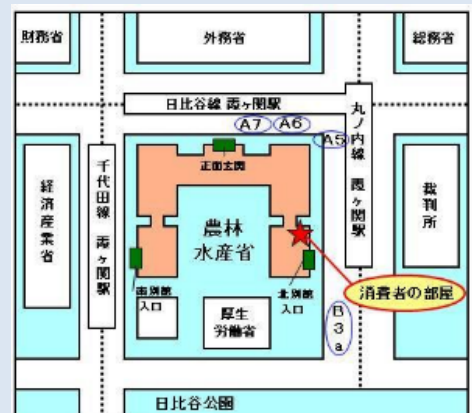 財務省
外務省
総務省
日比谷線 霞ヶ関駅
A7
A6
A5
丸ノ内線 霞ヶ関駅
正面玄関
千代田線 霞ヶ関駅
経済産業省
農林
水産省
裁判所
消費者の部屋
南別館
入口
北別館
入口
厚生
労働省
B3a
日比谷公園